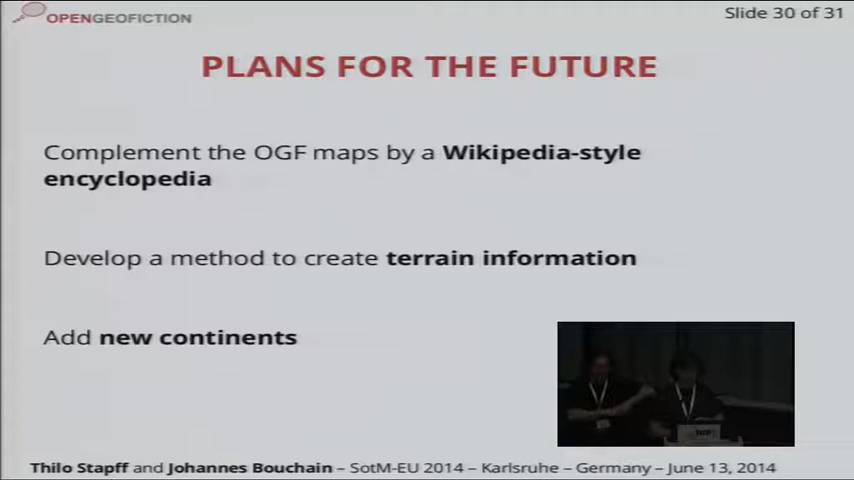 OPENGEOFICTION
Slide 30 of 31
PLANS FOR THE FUTURE
Complement the OGF maps by a Wikipedia-style
encyclopedia
Develop a method to create terrain information
Add new continents
Thilo Stapff and Johannes Bouchain – SotM-EU 2014 – Karlsruhe – Germany – June 13, 2014